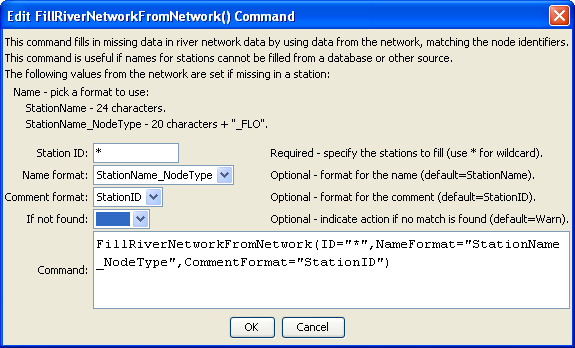 Edit FillRiverNetworkFromNetwork() Command
This command fills in missing data in river network data by using data from the network, matching the node identifiers.
This command is useful if names for stations cannot be filled from a database or other source.
The following values from the network are set if missing in a station:
Name - pick a format to use:
StationName - 24 characters.
StationName_NodeType - 20 characters + "_FLO".
Station ID: * Required - specify the stations to fill (use * for wildcard).
Name format: StationName_NodeType Optional - format for the name (default=StationName).
Comment format: StationID Optional - format for the comment (default=StationID).
If not found: Optional - indicate action if no match is found (default=Warn).
FillRiverNetworkFromNetwork(ID="*",NameFormat="StationName
Command: _NodeType",CommentFormat="StationID")
OK Cancel